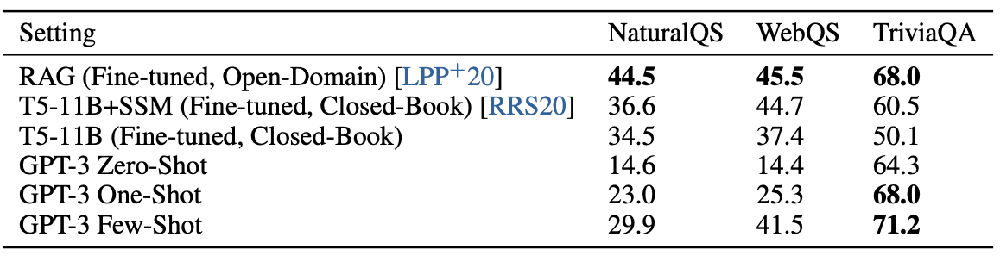 Setting NaturalQS WebQS TriviaQA
RAG (Fine-tuned, Open-Domain) [LPP+20] 44.5 45.5 68.0
T5-11B+SSM (Fine-tuned, Closed-Book) [RRS20] 36.6 44.7 60.5
T5-11B (Fine-tuned, Closed-Book) 34.5 37.4 50.1
GPT-3 Zero-Shot 14.6 14.4 64.3
GPT-3 One-Shot 23.0 25.3 68.0
GPT-3 Few-Shot 29.9 41.5 71.2